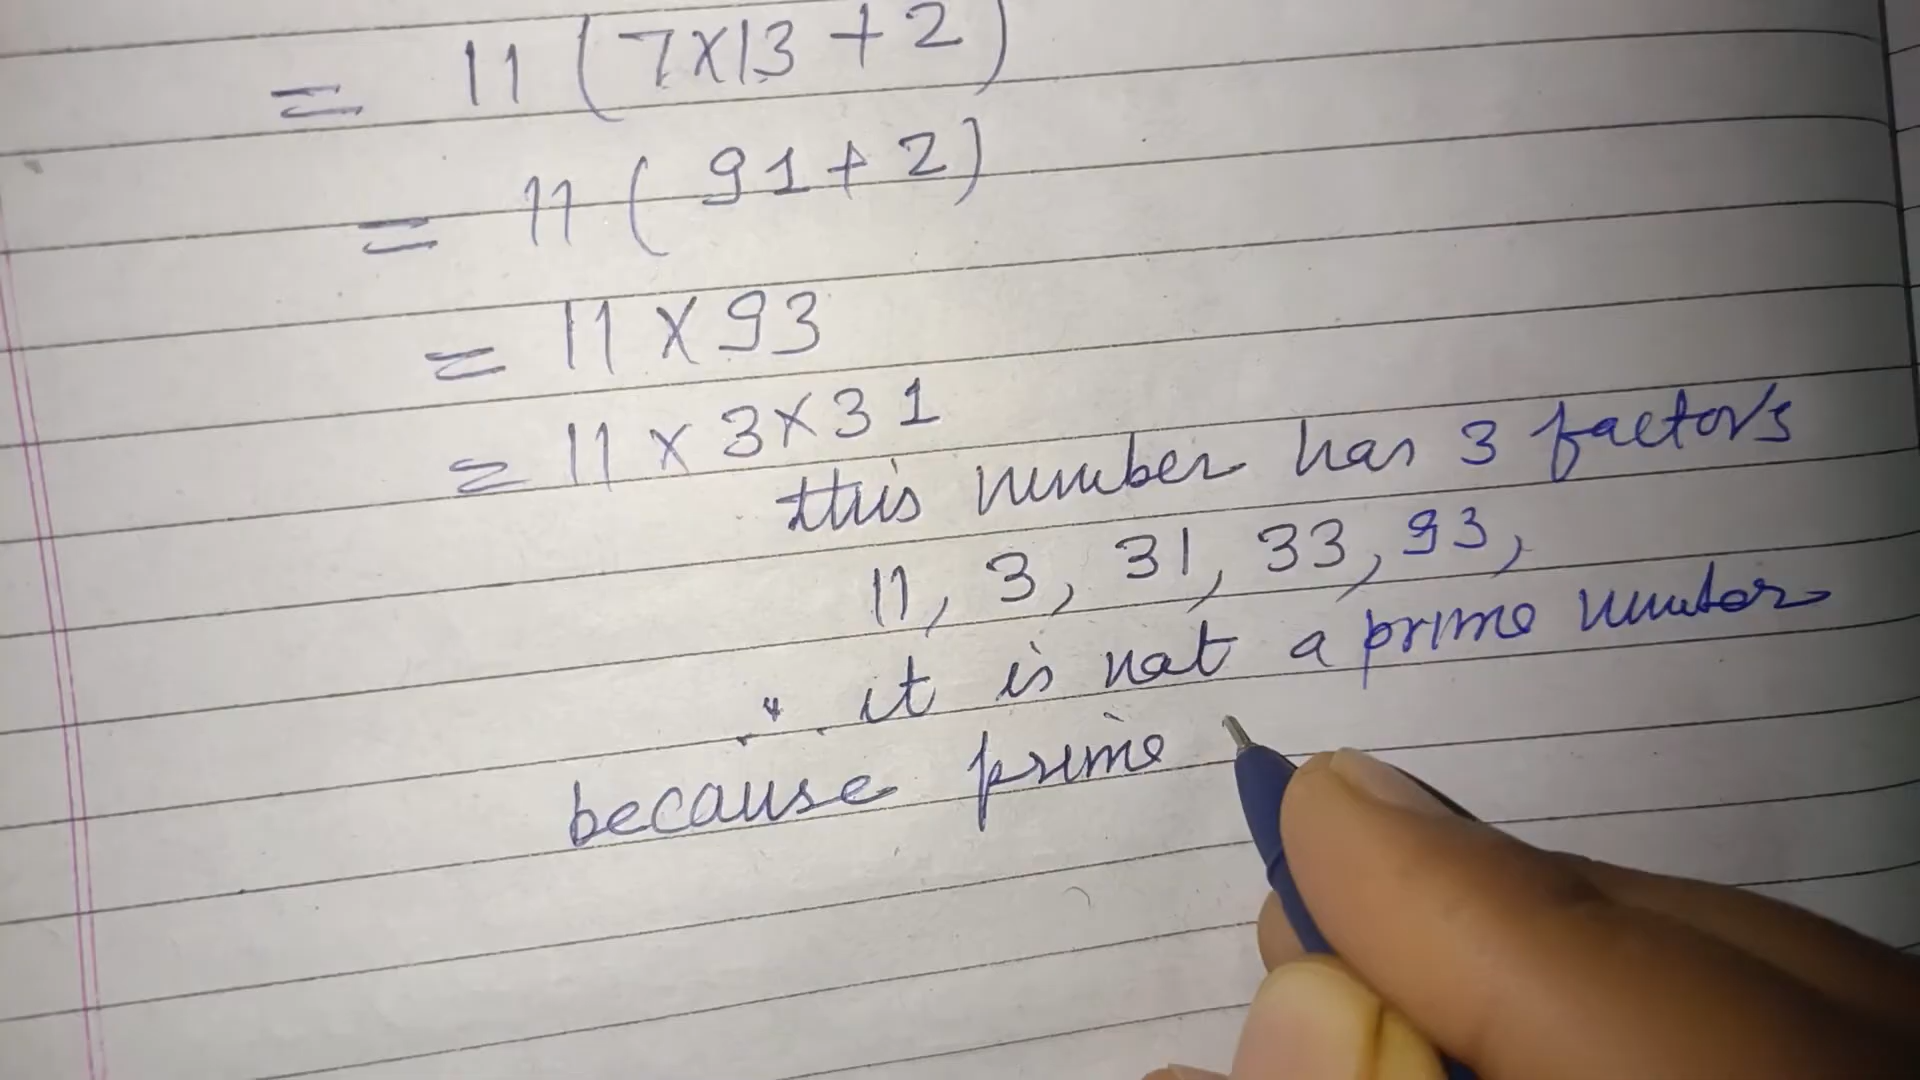 = 11 (7×13+2)
= 11 (91+2)
= 11×93
= 11×3×31
this number has 3 factors
11, 3, 31, 33, 93,
∴ it is not a prime number
because prime